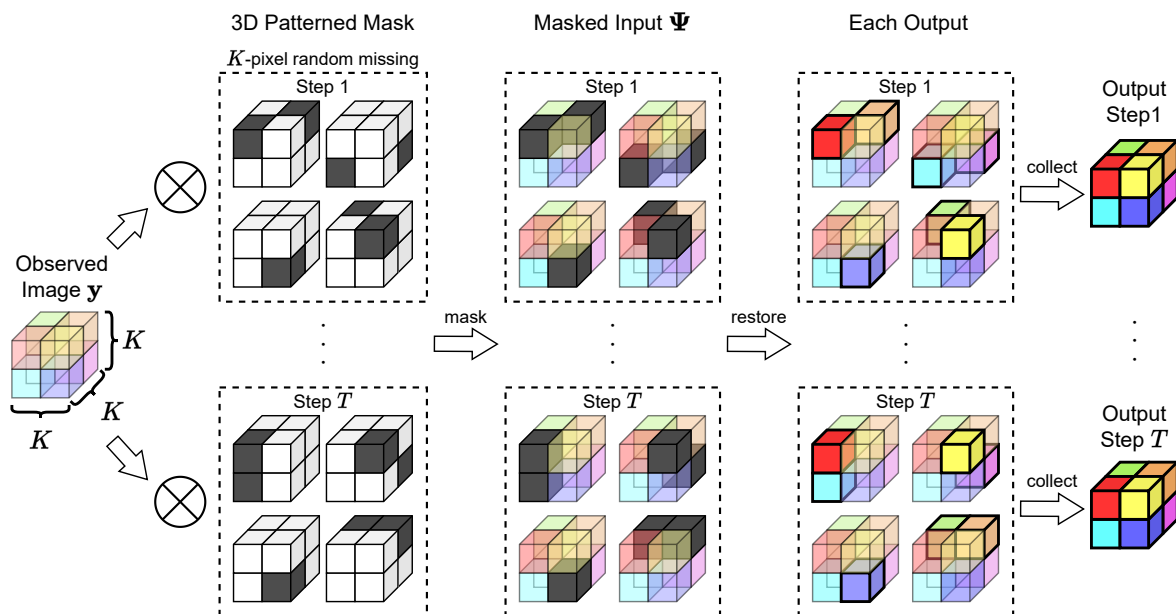 3D Patterned Mask
Masked Input Ψ
Each Output
K-pixel random missing
Step 1
Step 1
Step 1
Output
Step1
collect
Observed
Image y
K
K
K
mask
restore
Step T
Step T
Step T
Output
Step T
collect